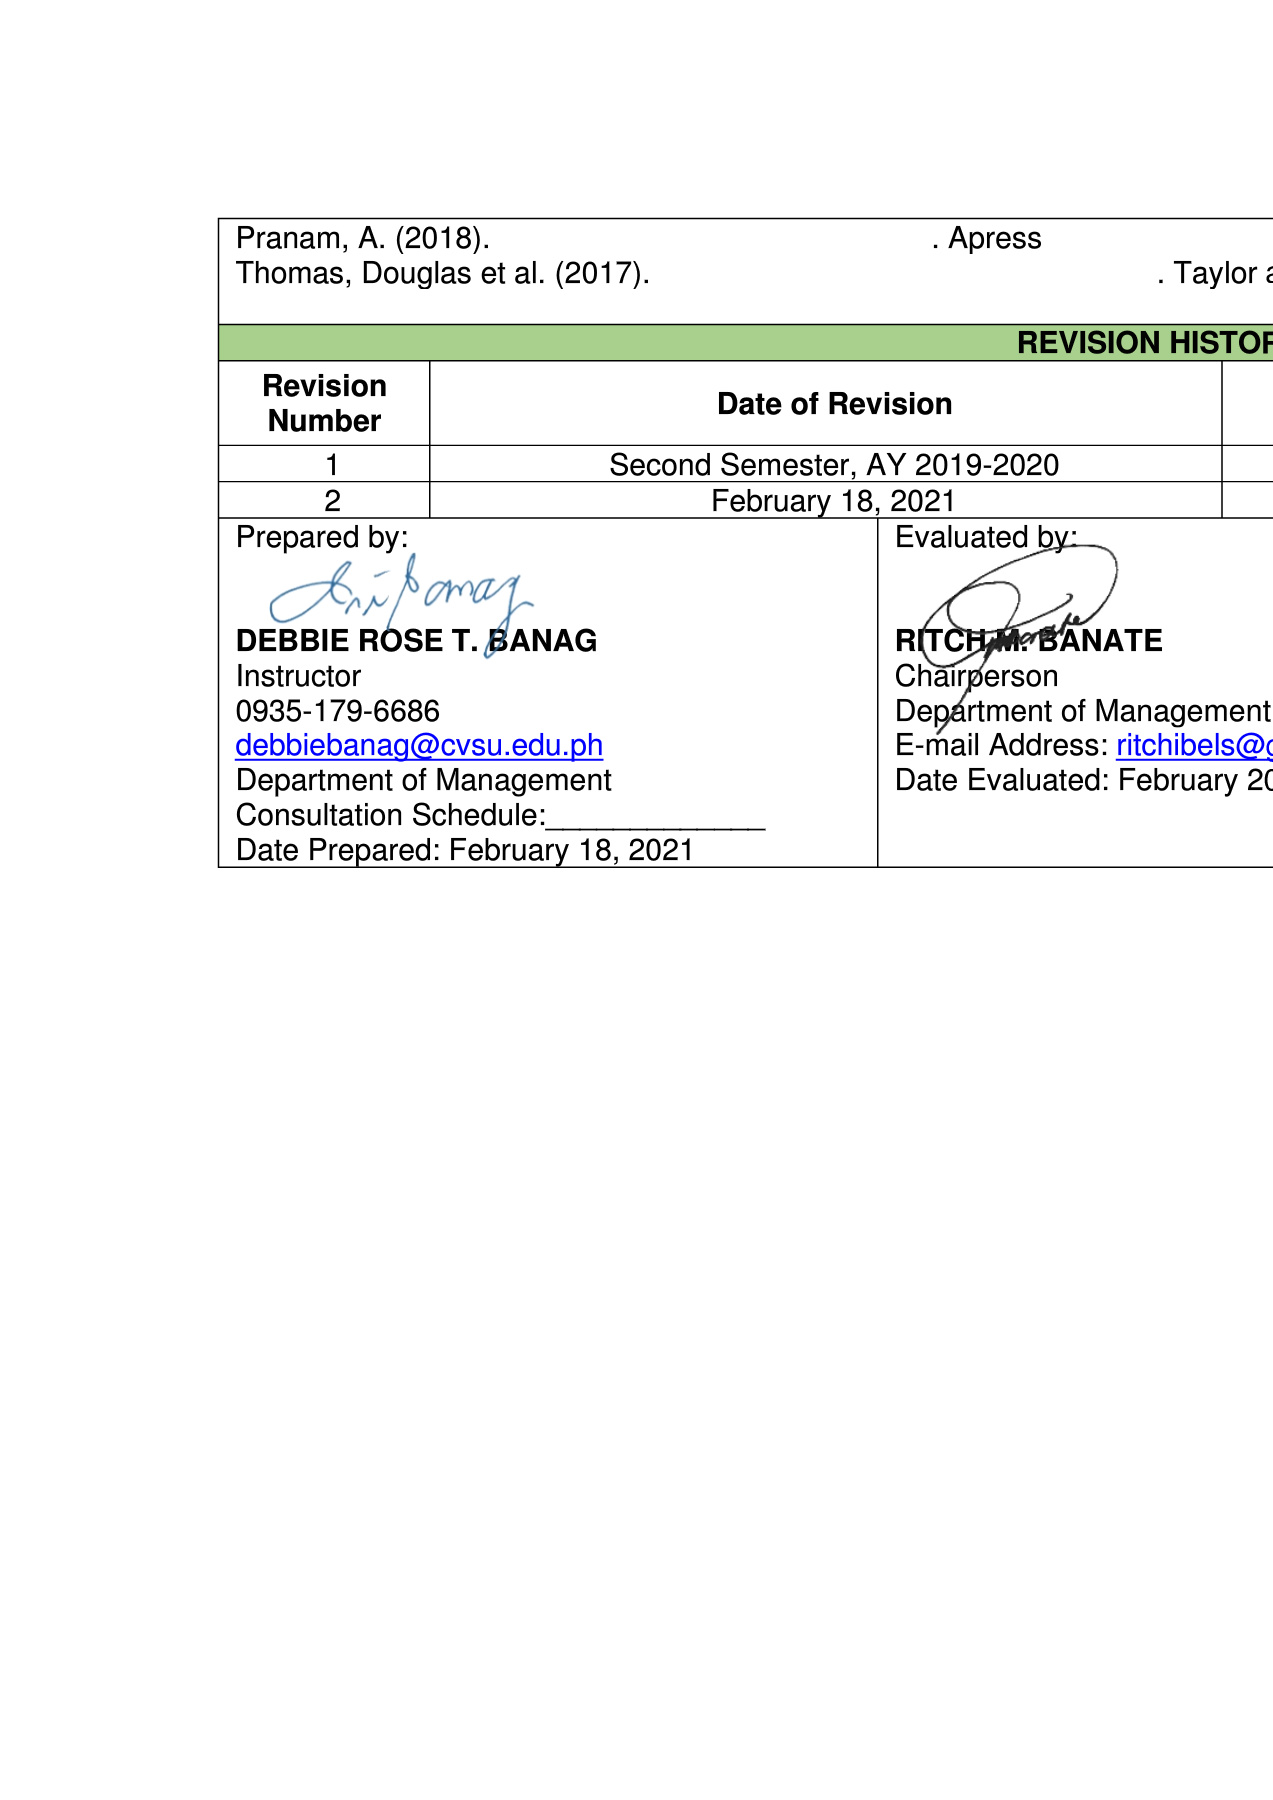 Pranam, A. (2018). . Apress
Thomas, Douglas et al. (2017). . Taylor a
REVISION HISTOR
Revision Number
Date of Revision
1
Second Semester, AY 2019-2020
2
February 18, 2021
Prepared by:
DEBBIE ROSE T. BANAG
Instructor
0935-179-6686
debbiebanag@cvsu.edu.ph
Department of Management
Consultation Schedule:_____________
Date Prepared: February 18, 2021
Evaluated by:
RITCH M. BANATE
Chairperson
Department of Management
E-mail Address: ritchibels@g
Date Evaluated: February 20